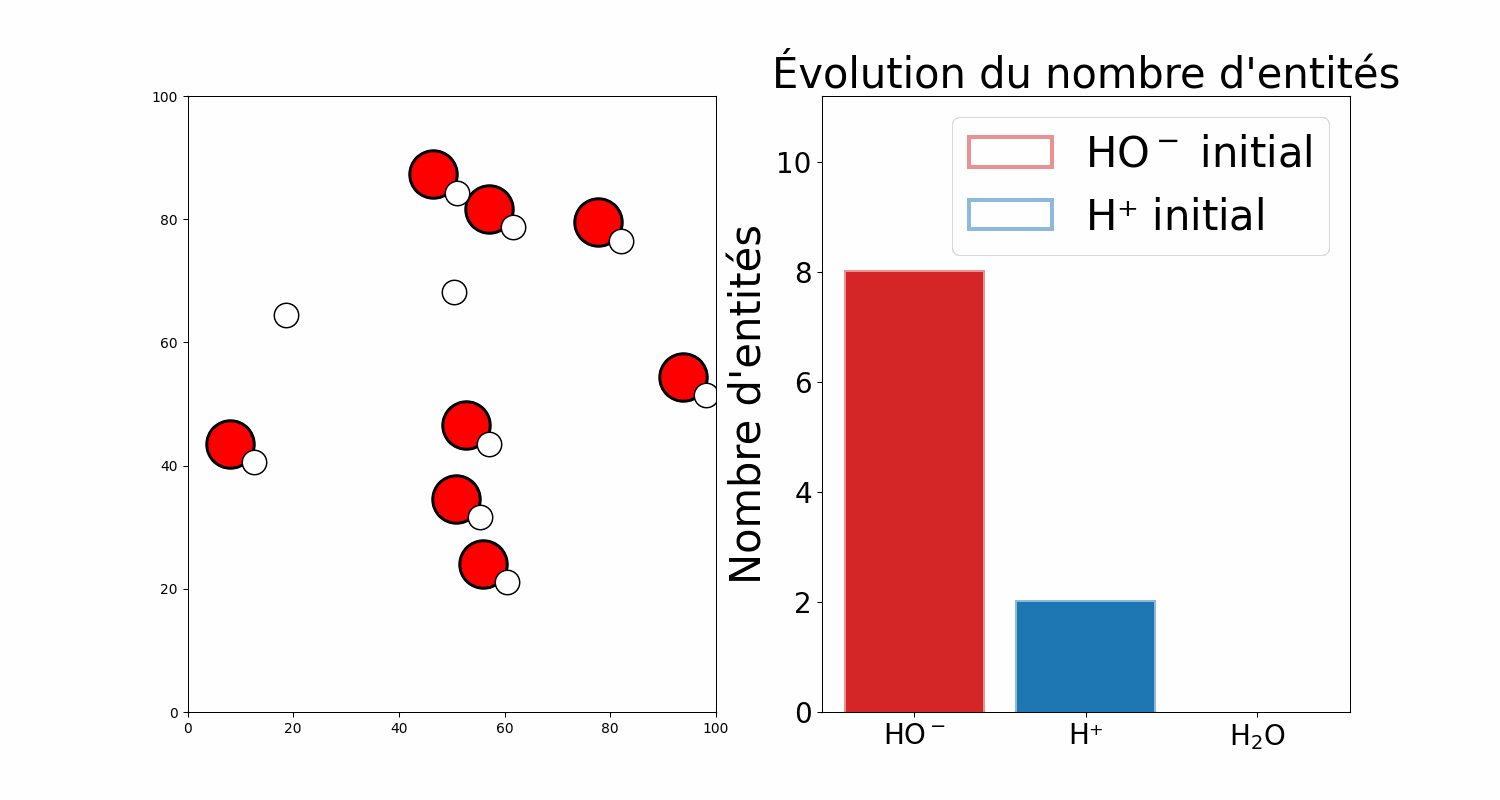 100
80
60
40
20
0
0 20 40 60 80 100
Évolution du nombre d'entités
Nombre d'entités
10
8
6
4
2
0
HO⁻ initial
H⁺ initial
HO⁻ H⁺ H₂O